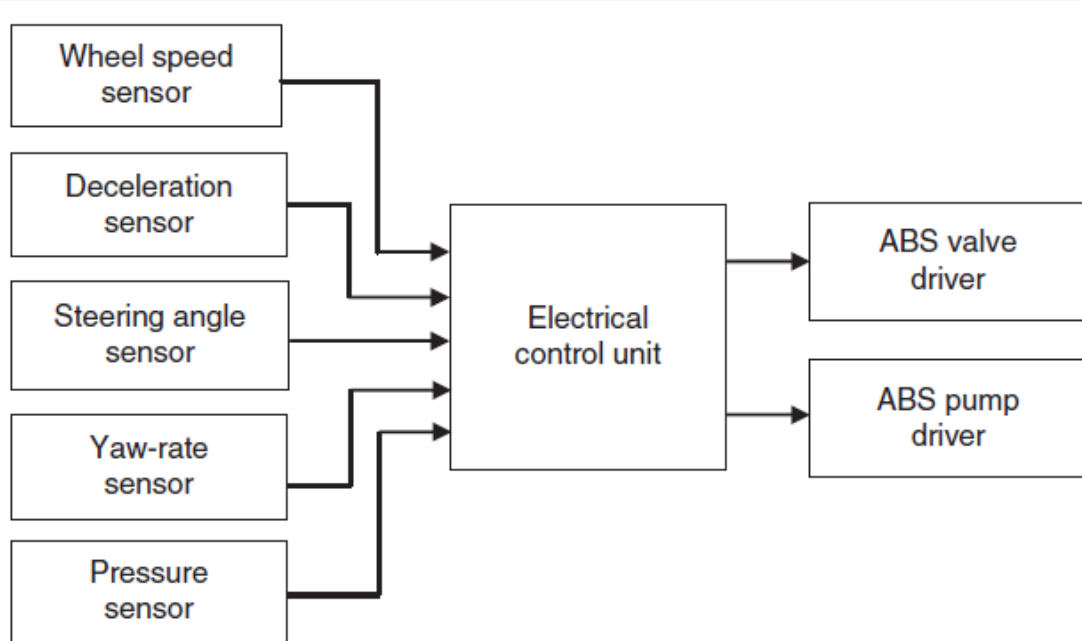 Wheel speed
sensor
Deceleration
sensor
Steering angle
sensor
Yaw-rate
sensor
Pressure
sensor
Electrical
control unit
ABS valve
driver
ABS pump
driver